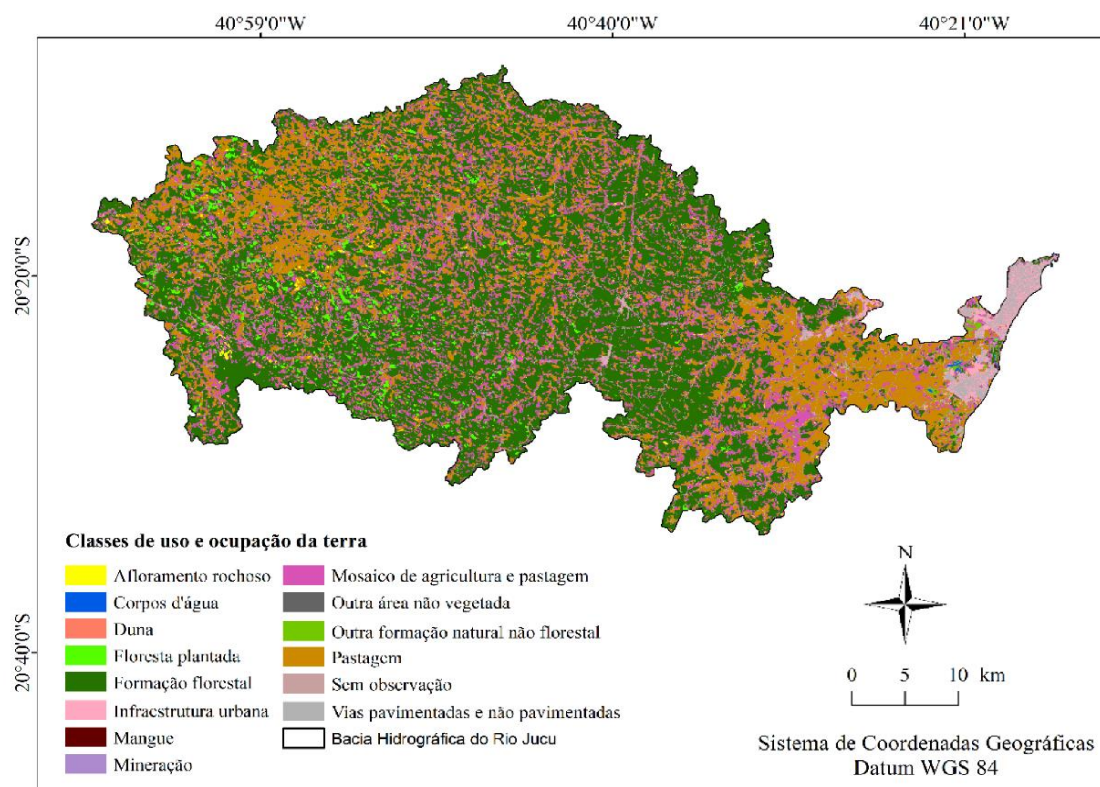 40°59'0"W
40°40'0"W
40°21'0"W
20°20'0"S
20°40'0"S
Classes de uso e ocupação da terra
Afloramento rochoso
Corpos d'água
Duna
Floresta plantada
Formação florestal
Infraestrutura urbana
Mangue
Mineração
Mosaico de agricultura e pastagem
Outra área não vegetada
Outra formação natural não florestal
Pastagem
Sem observação
Vias pavimentadas e não pavimentadas
Bacia Hidrográfica do Rio Jucu
N
0 5 10 km
Sistema de Coordenadas Geográficas
Datum WGS 84